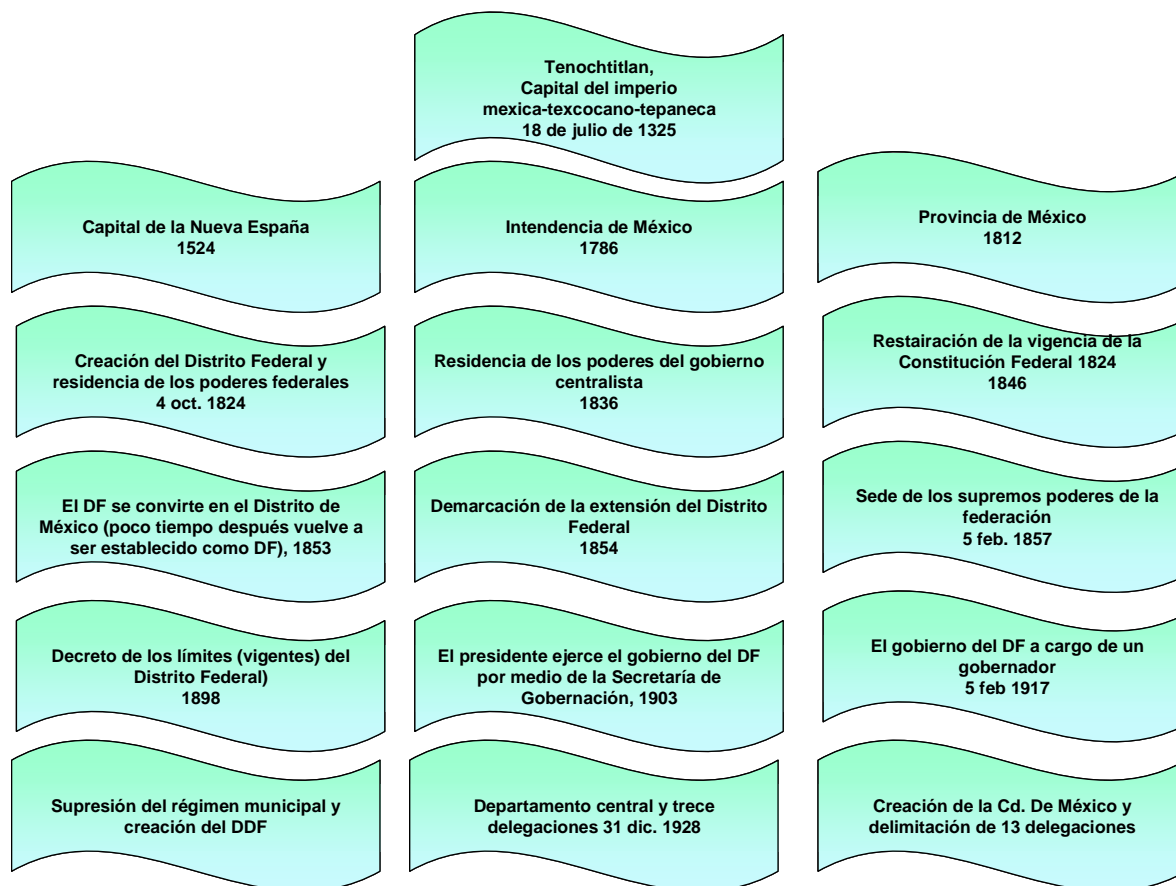 Tenochtitlan,
Capital del imperio
mexica-texcocano-tepaneca
18 de julio de 1325
Capital de la Nueva España
1524
Intendencia de México
1786
Provincia de México
1812
Creación del Distrito Federal y
residencia de los poderes federales
4 oct. 1824
Residencia de los poderes del gobierno
centralista
1836
Restairación de la vigencia de la
Constitución Federal 1824
1846
El DF se convirte en el Distrito de
México (poco tiempo después vuelve a
ser establecido como DF), 1853
Demarcación de la extensión del Distrito
Federal
1854
Sede de los supremos poderes de la
federación
5 feb. 1857
Decreto de los límites (vigentes) del
Distrito Federal)
1898
El presidente ejerce el gobierno del DF
por medio de la Secretaría de
Gobernación, 1903
El gobierno del DF a cargo de un
gobernador
5 feb 1917
Supresión del régimen municipal y
creación del DDF
Departamento central y trece
delegaciones 31 dic. 1928
Creación de la Cd. De México y
delimitación de 13 delegaciones